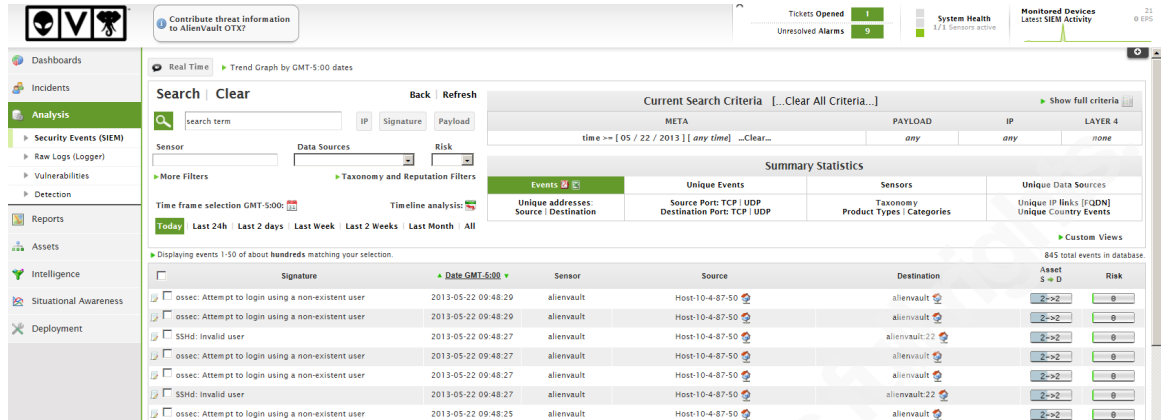 Contribute threat information
to AlienVault OTX?
Tickets Opened 1
Unresolved Alarms 9
System Health
1/1 Sensors active
Monitored Devices 21
Latest SIEM Activity 0 EPS
Dashboards
Incidents
Analysis
Security Events (SIEM)
Raw Logs (Logger)
Vulnerabilities
Detection
Reports
Assets
Intelligence
Situational Awareness
Deployment
Real Time Trend Graph by GMT-5:00 dates
Search | Clear Back | Refresh
search term IP Signature Payload
Sensor Data Sources Risk
More Filters Taxonomy and Reputation Filters
Time frame selection GMT-5:00: Timeline analysis:
Today | Last 24h | Last 2 days | Last Week | Last 2 Weeks | Last Month | All
Current Search Criteria [...Clear All Criteria...] Show full criteria
META PAYLOAD IP LAYER 4
time >= [ 05 / 22 / 2013 ] [ any time] ...Clear... any any none
Summary Statistics
Events Unique Events Sensors Unique Data Sources
Unique addresses: Source Port: TCP | UDP Taxonomy Unique IP links [FQDN]
Source | Destination Destination Port: TCP | UDP Product Types | Categories Unique Country Events
Custom Views
Displaying events 1-50 of about hundreds matching your selection. 845 total events in database.
Signature Date GMT-5:00 Sensor Source Destination Asset S D Risk
ossec: Attempt to login using a non-existent user 2013-05-22 09:48:29 alienvault Host-10-4-87-50 alienvault 2->2 0
ossec: Attempt to login using a non-existent user 2013-05-22 09:48:29 alienvault Host-10-4-87-50 alienvault 2->2 0
SSHd: Invalid user 2013-05-22 09:48:27 alienvault Host-10-4-87-50 alienvault:22 2->2 0
ossec: Attempt to login using a non-existent user 2013-05-22 09:48:27 alienvault Host-10-4-87-50 alienvault 2->2 0
ossec: Attempt to login using a non-existent user 2013-05-22 09:48:27 alienvault Host-10-4-87-50 alienvault 2->2 0
SSHd: Invalid user 2013-05-22 09:48:27 alienvault Host-10-4-87-50 alienvault:22 2->2 0
ossec: Attempt to login using a non-existent user 2013-05-22 09:48:25 alienvault Host-10-4-87-50 alienvault 2->2 0